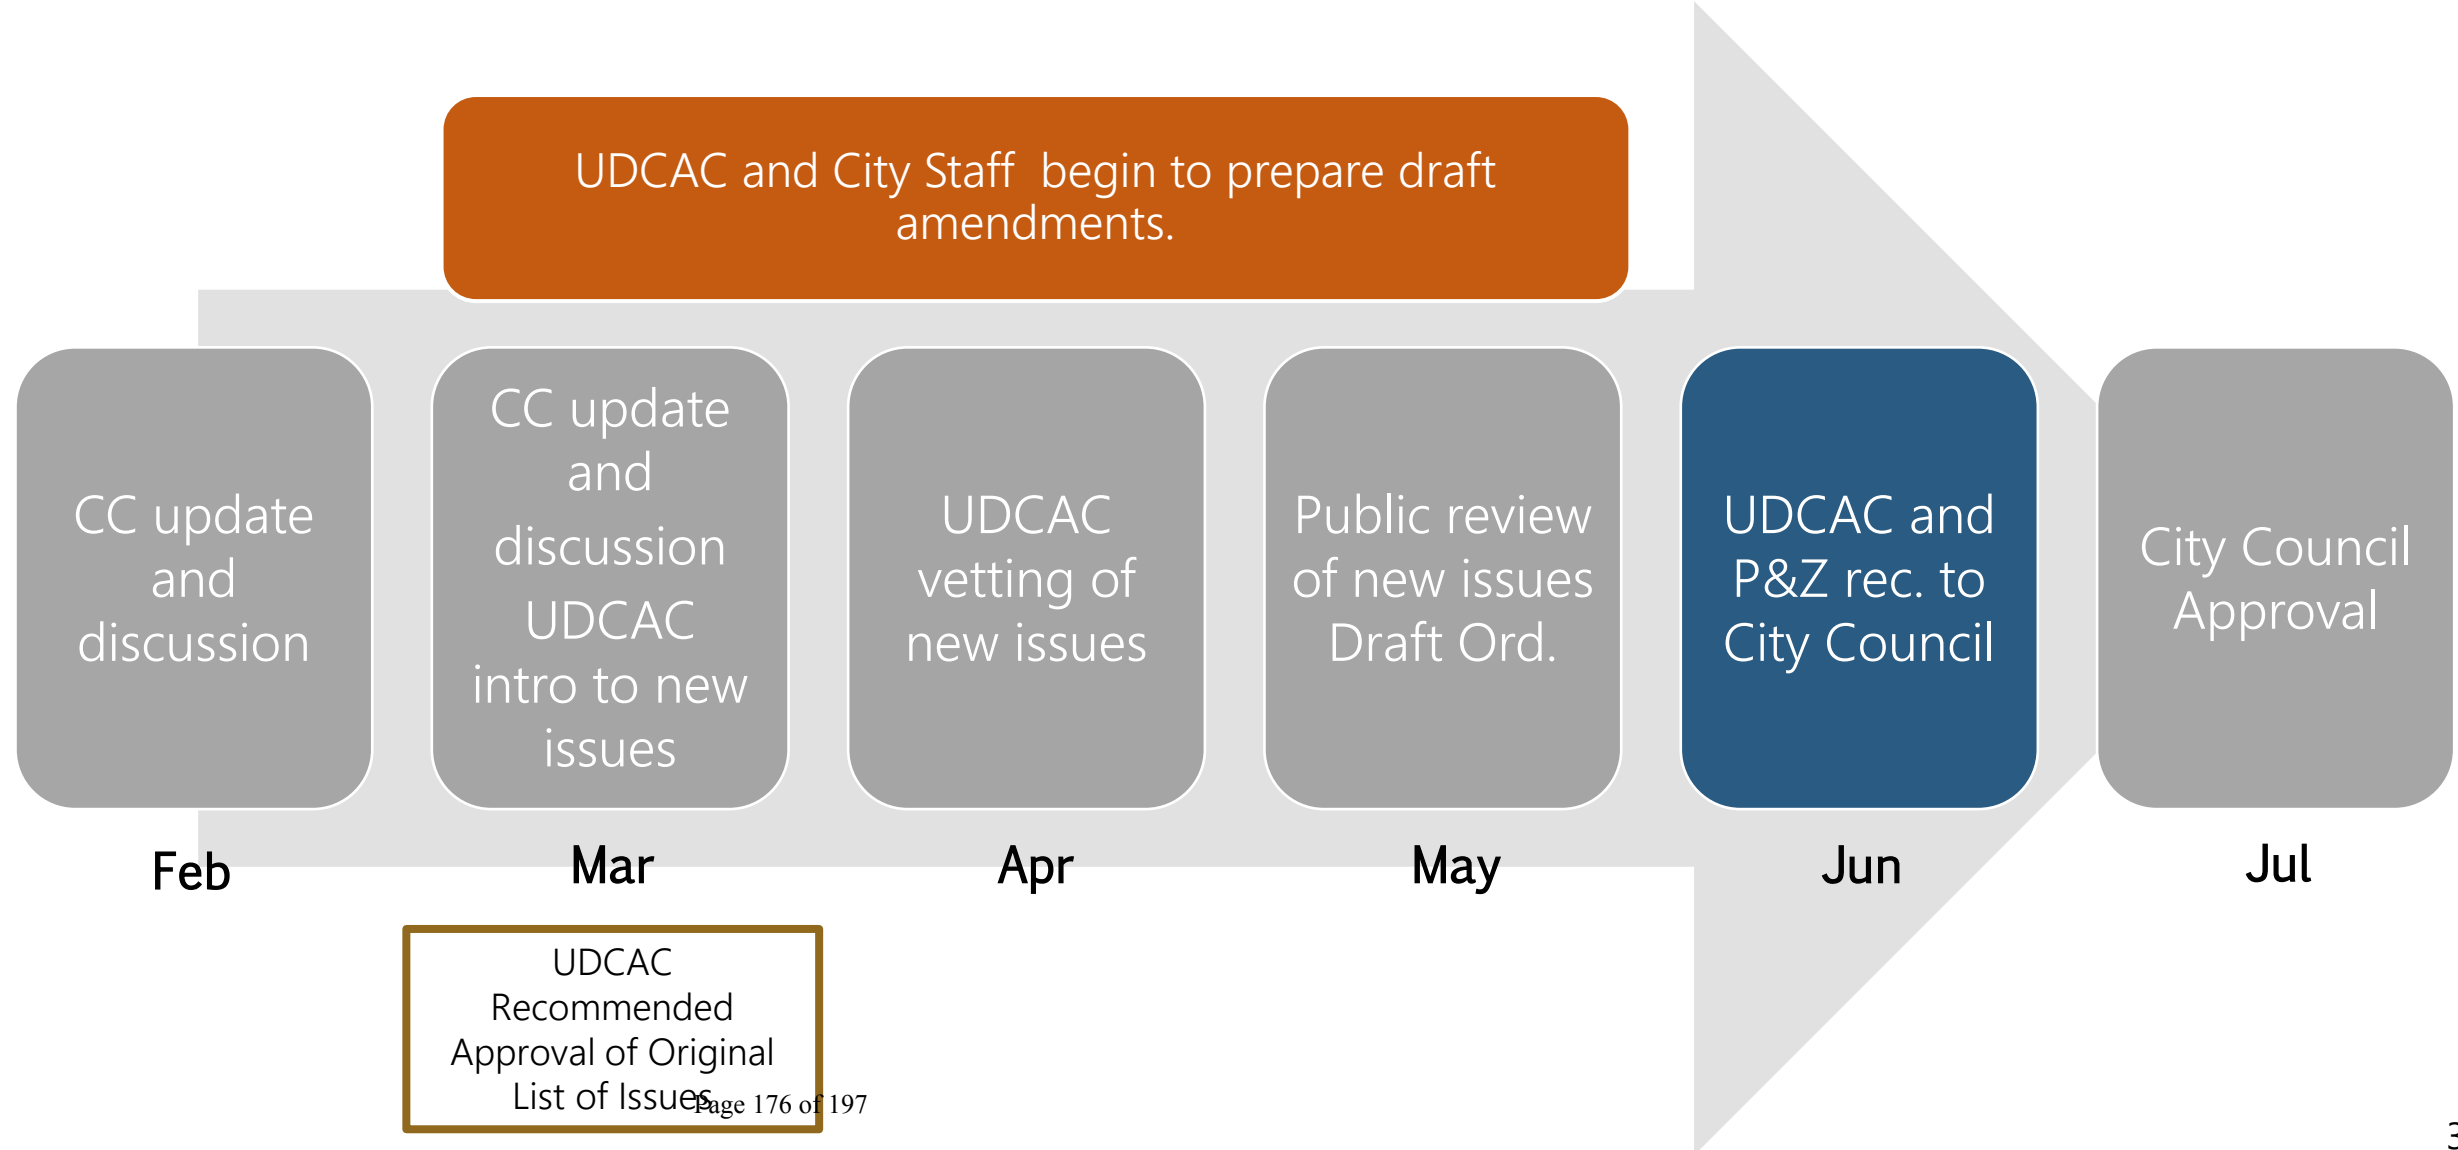 UDCAC and City Staff  begin to prepare draft
amendments.
CC update
and
discussion
CC update
and
discussion
UDCAC
intro to new
issues
UDCAC
vetting of
new issues
Public review
of new issues
Draft Ord.
UDCAC and
P&Z rec. to
City Council
City Council
Approval
Feb
Mar
Apr
May
Jun
Jul
UDCAC
Recommended
Approval of Original
List of Issues
Page 176 of 197